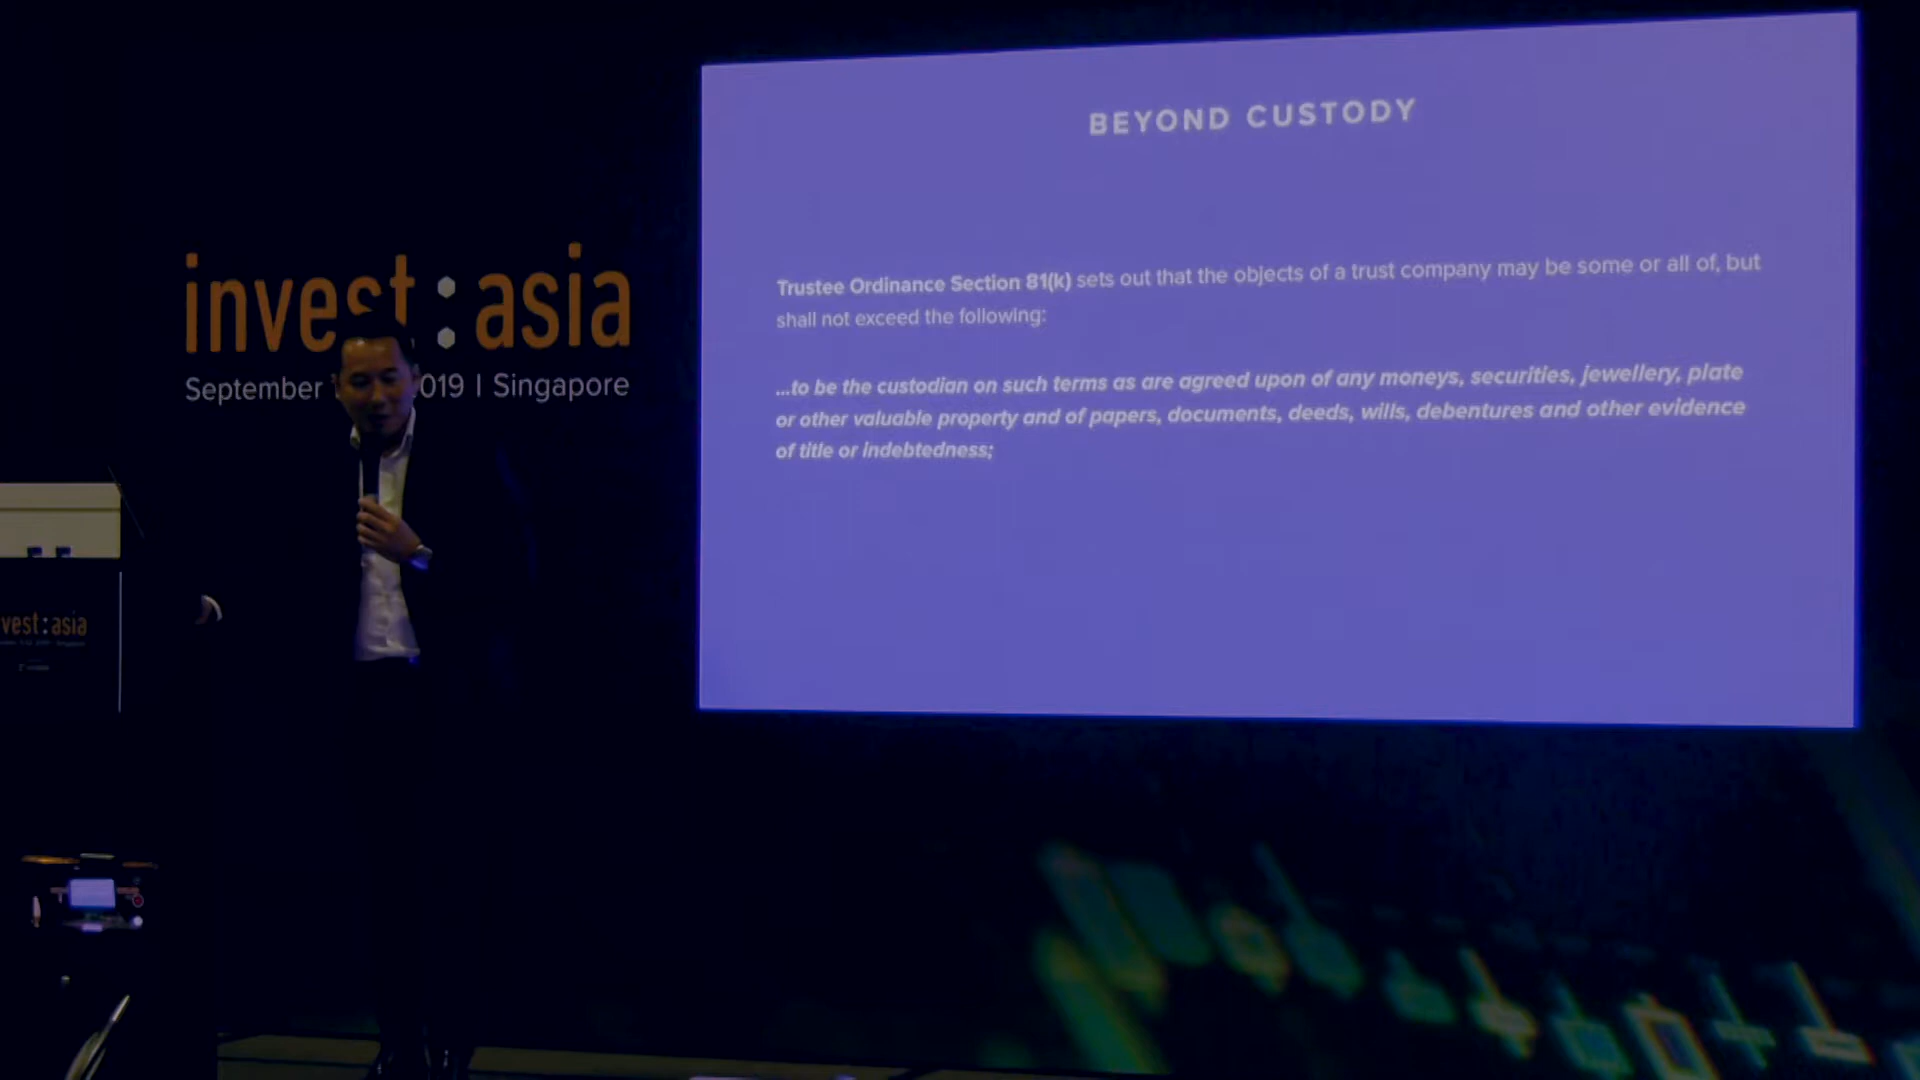 BEYOND CUSTODY
Trustee Ordinance Section 81(k) sets out that the objects of a trust company may be some or all of, but
shall not exceed the following:
...to be the custodian on such terms as are agreed upon of any moneys, securities, jewellery, plate
or other valuable property and of papers, documents, deeds, wills, debentures and other evidence
of title or indebtedness;
invest:asia
September 019 | Singapore
vest:asia